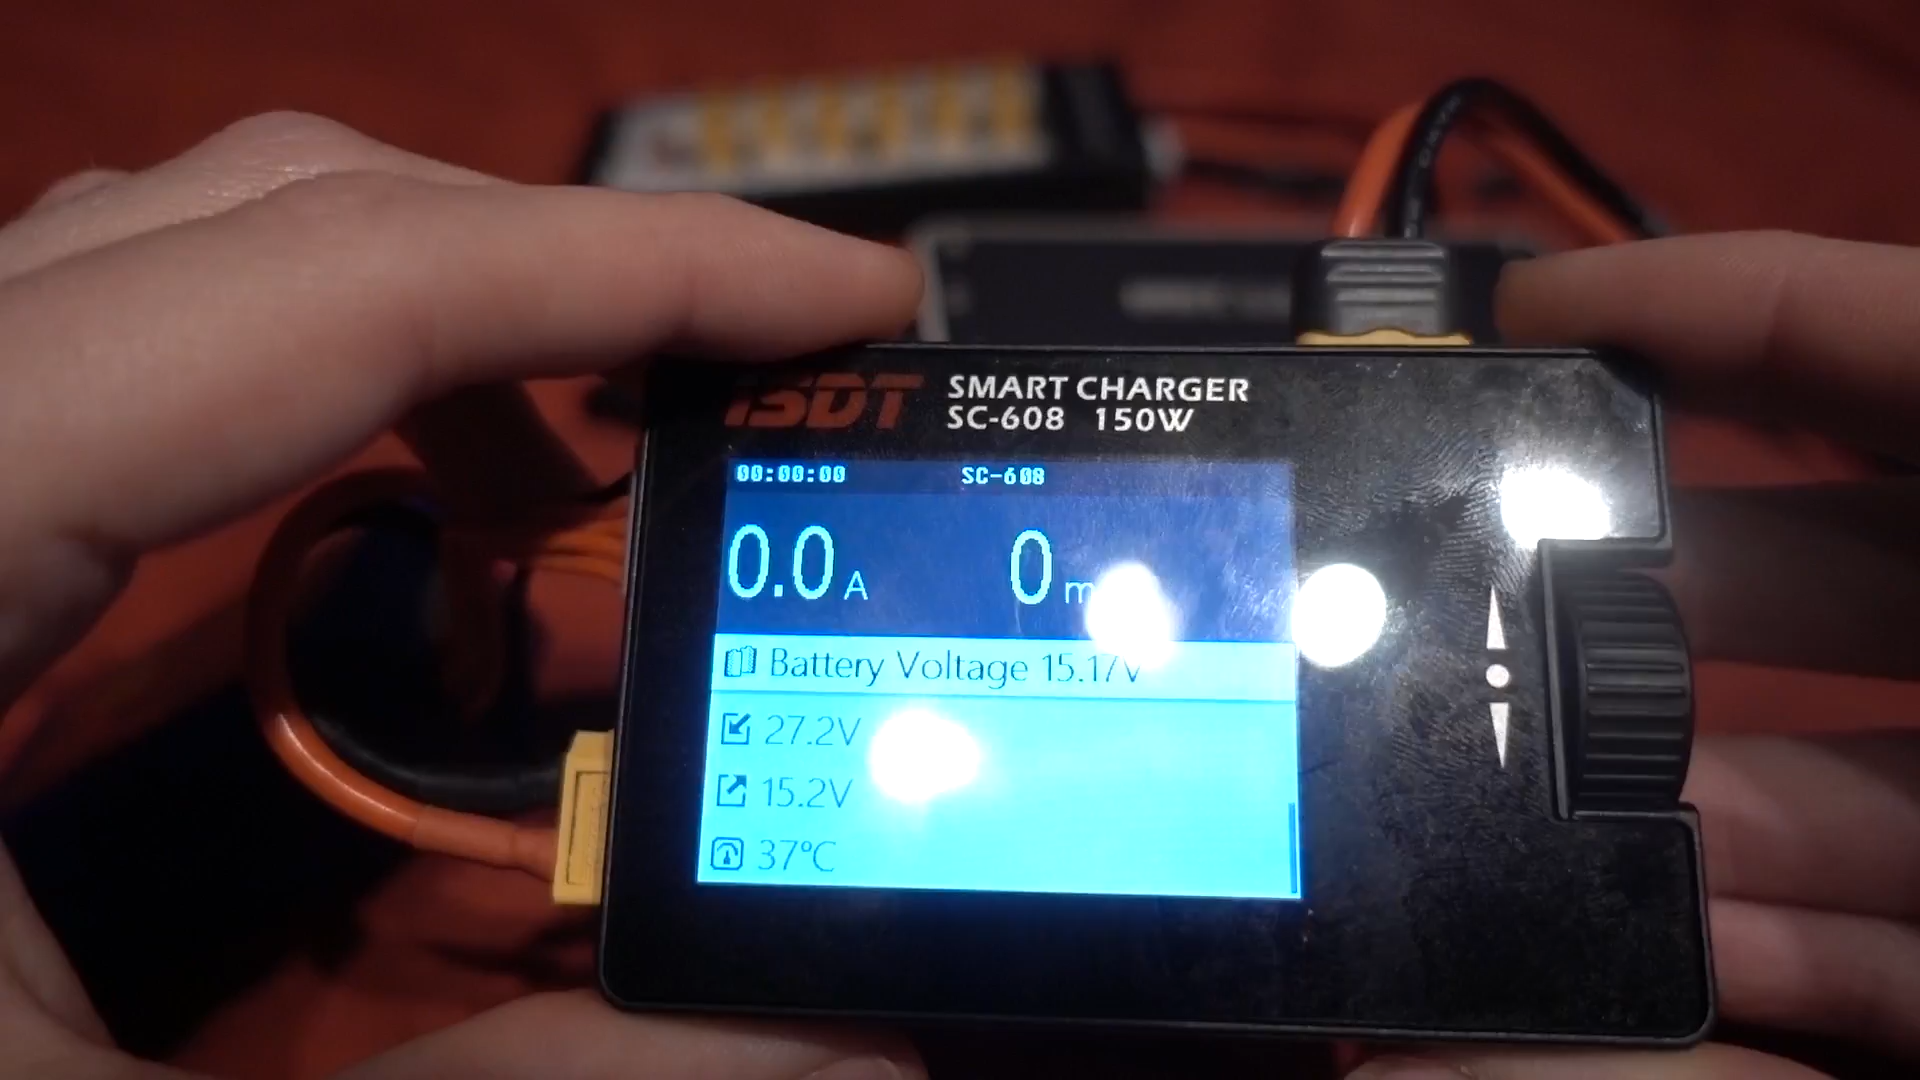 iSDT
SMART CHARGER
SC-608 150W
00:00:00 SC-608
0.0 A 0
Battery Voltage 15.17V
27.2V
15.2V
37°C